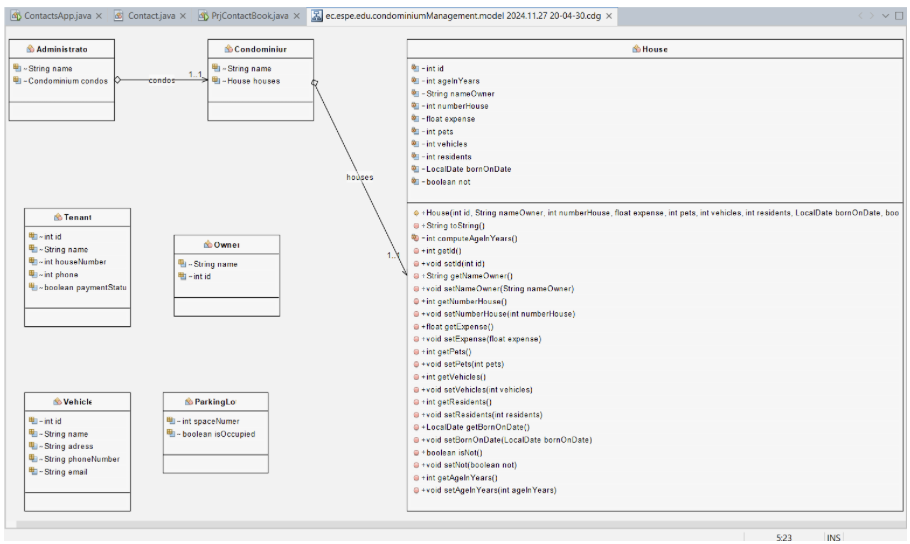 ContactsApp.java × Contact.java × PrjContactBook.java × ec.espe.edu.condominiumManagement.model 2024.11.27 20-04-30.cdg ×
Administrato
~String name
~Condominium condos
condos
1..1
Condominiur
~String name
~House houses
houses
1..1
House
-int id
-int ageInYears
-String nameOwner
-int numberHouse
-float expense
-int pets
-int vehicles
-int residents
-LocalDate bornOnDate
-boolean not
+House(int id, String nameOwner, int numberHouse, float expense, int pets, int vehicles, int residents, LocalDate bornOnDate, boo
+String toString()
-int computeAgeInYears()
+int getId()
+void setId(int id)
+String getNameOwner()
+void setNameOwner(String nameOwner)
+int getNumberHouse()
+void setNumberHouse(int numberHouse)
+float getExpense()
+void setExpense(float expense)
+int getPets()
+void setPets(int pets)
+int getVehicles()
+void setVehicles(int vehicles)
+int getResidents()
+void setResidents(int residents)
+LocalDate getBornOnDate()
+void setBornOnDate(LocalDate bornOnDate)
+boolean isNot()
+void setNot(boolean not)
+int getAgeInYears()
+void setAgeInYears(int ageInYears)
Tenant
~int id
~String name
~int houseNumber
~int phone
~boolean paymentStatu
Owner
~String name
~int id
Vehicle
~int id
~String name
~String adress
~String phoneNumber
~String email
ParkingLo
~int spaceNumer
~boolean isOccupied
5:23 INS